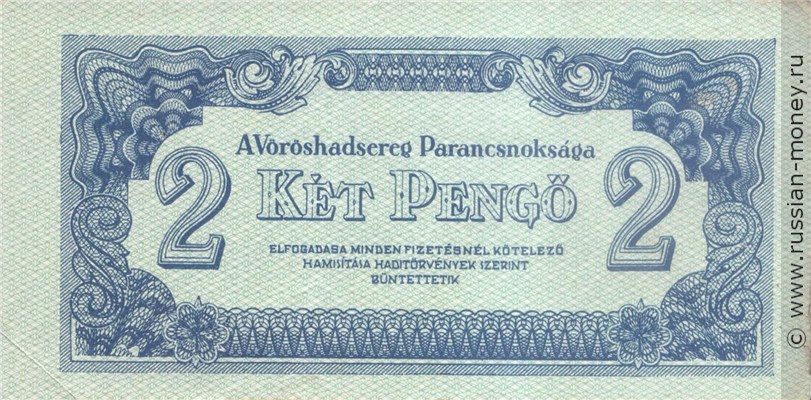 A Vöröshadsereg Parancsnoksága
2 KÉT PENGŐ 2
ELFOGADÁSA MINDEN FIZETÉSNÉL KÖTELEZŐ
HAMISÍTÁSA HADITÖRVÉNYEK SZERINT
BÜNTETTETIK
© www.russian-money.ru